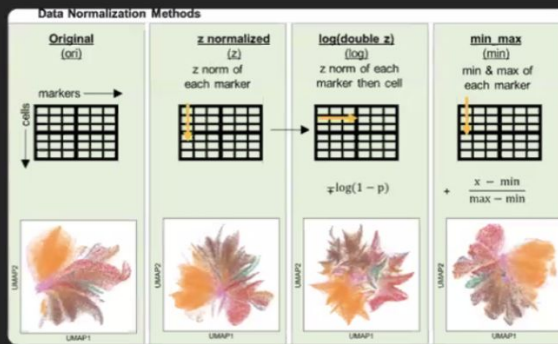 Data Normalization Methods
Original
(ori)
markers
cells
UMAP2
UMAP1
z normalized
(z)
z norm of
each marker
UMAP2
UMAP1
log(double z)
(log)
z norm of each
marker then cell
∓log(1 − p)
UMAP2
UMAP1
min_max
(min)
min & max of
each marker
+ x − min
max − min
UMAP2
UMAP1